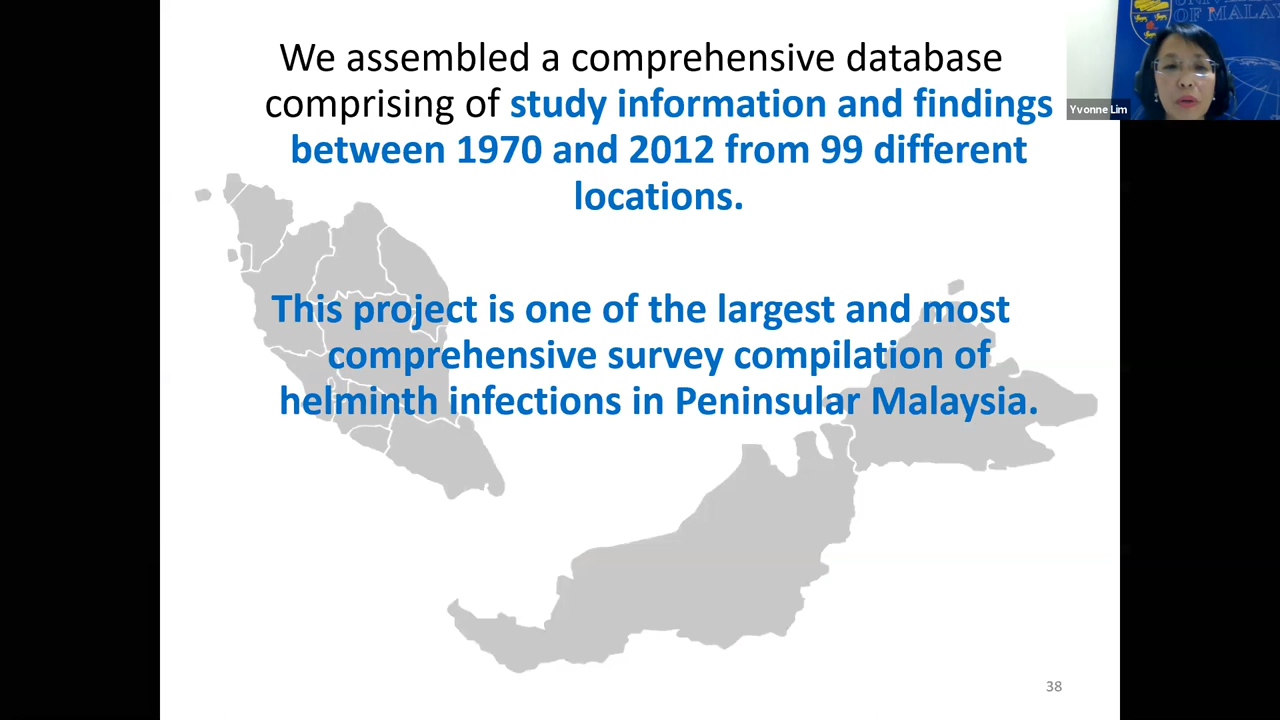 We assembled a comprehensive database
comprising of study information and findings
between 1970 and 2012 from 99 different
locations.
This project is one of the largest and most
comprehensive survey compilation of
helminth infections in Peninsular Malaysia.
38
OF MALAY
Yvonne Lim